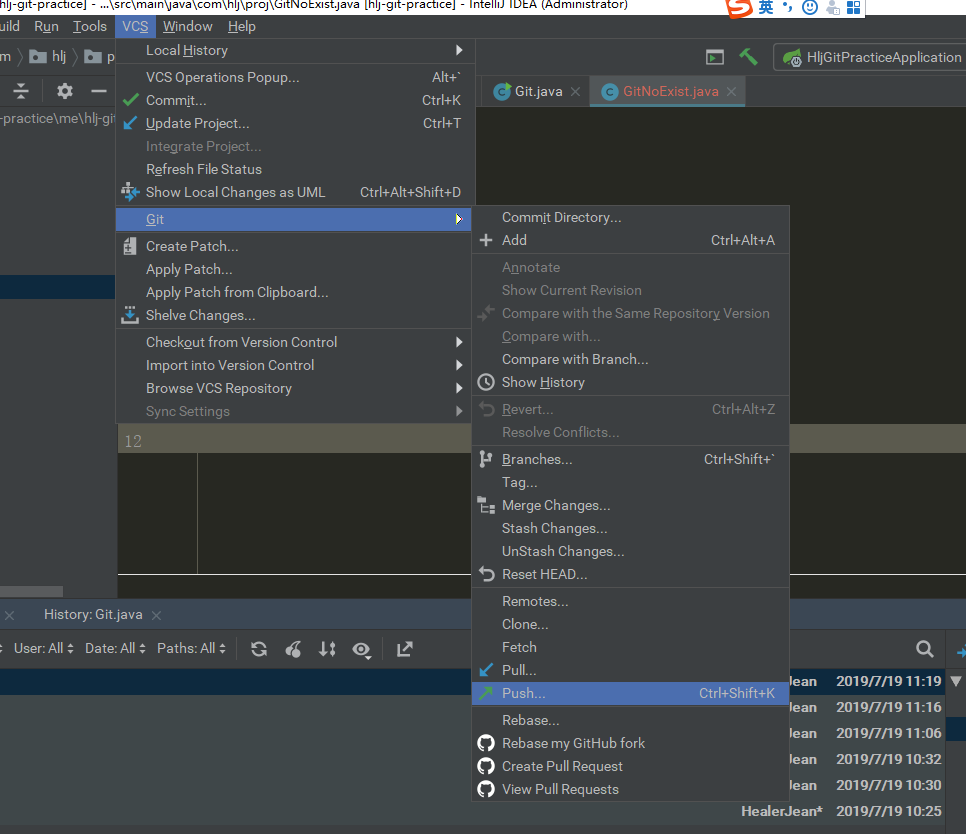 hlj-git-practice] - ...\src\main\java\com\hlj\proj\GitNoExist.java [hlj-git-practice] - IntelliJ IDEA (Administrator)
英
uild Run Tools VCS Window Help
m hlj p
HljGitPracticeApplication
Git.java GitNoExist.java
-practice\me\hlj-git
Local History
VCS Operations Popup... Alt+`
Commit... Ctrl+K
Update Project... Ctrl+T
Integrate Project...
Refresh File Status
Show Local Changes as UML Ctrl+Alt+Shift+D
Git
Create Patch...
Apply Patch...
Apply Patch from Clipboard...
Shelve Changes...
Checkout from Version Control
Import into Version Control
Browse VCS Repository
Sync Settings
Commit Directory...
Add Ctrl+Alt+A
Annotate
Show Current Revision
Compare with the Same Repository Version
Compare with...
Compare with Branch...
Show History
Revert... Ctrl+Alt+Z
Resolve Conflicts...
Branches... Ctrl+Shift+`
Tag...
Merge Changes...
Stash Changes...
UnStash Changes...
Reset HEAD...
Remotes...
Clone...
Fetch
Pull...
Push... Ctrl+Shift+K
Rebase...
Rebase my GitHub fork
Create Pull Request
View Pull Requests
12
History: Git.java
User: All Date: All Paths: All
Jean 2019/7/19 11:19
Jean 2019/7/19 11:16
Jean 2019/7/19 11:06
Jean 2019/7/19 10:32
Jean 2019/7/19 10:30
HealerJean* 2019/7/19 10:25